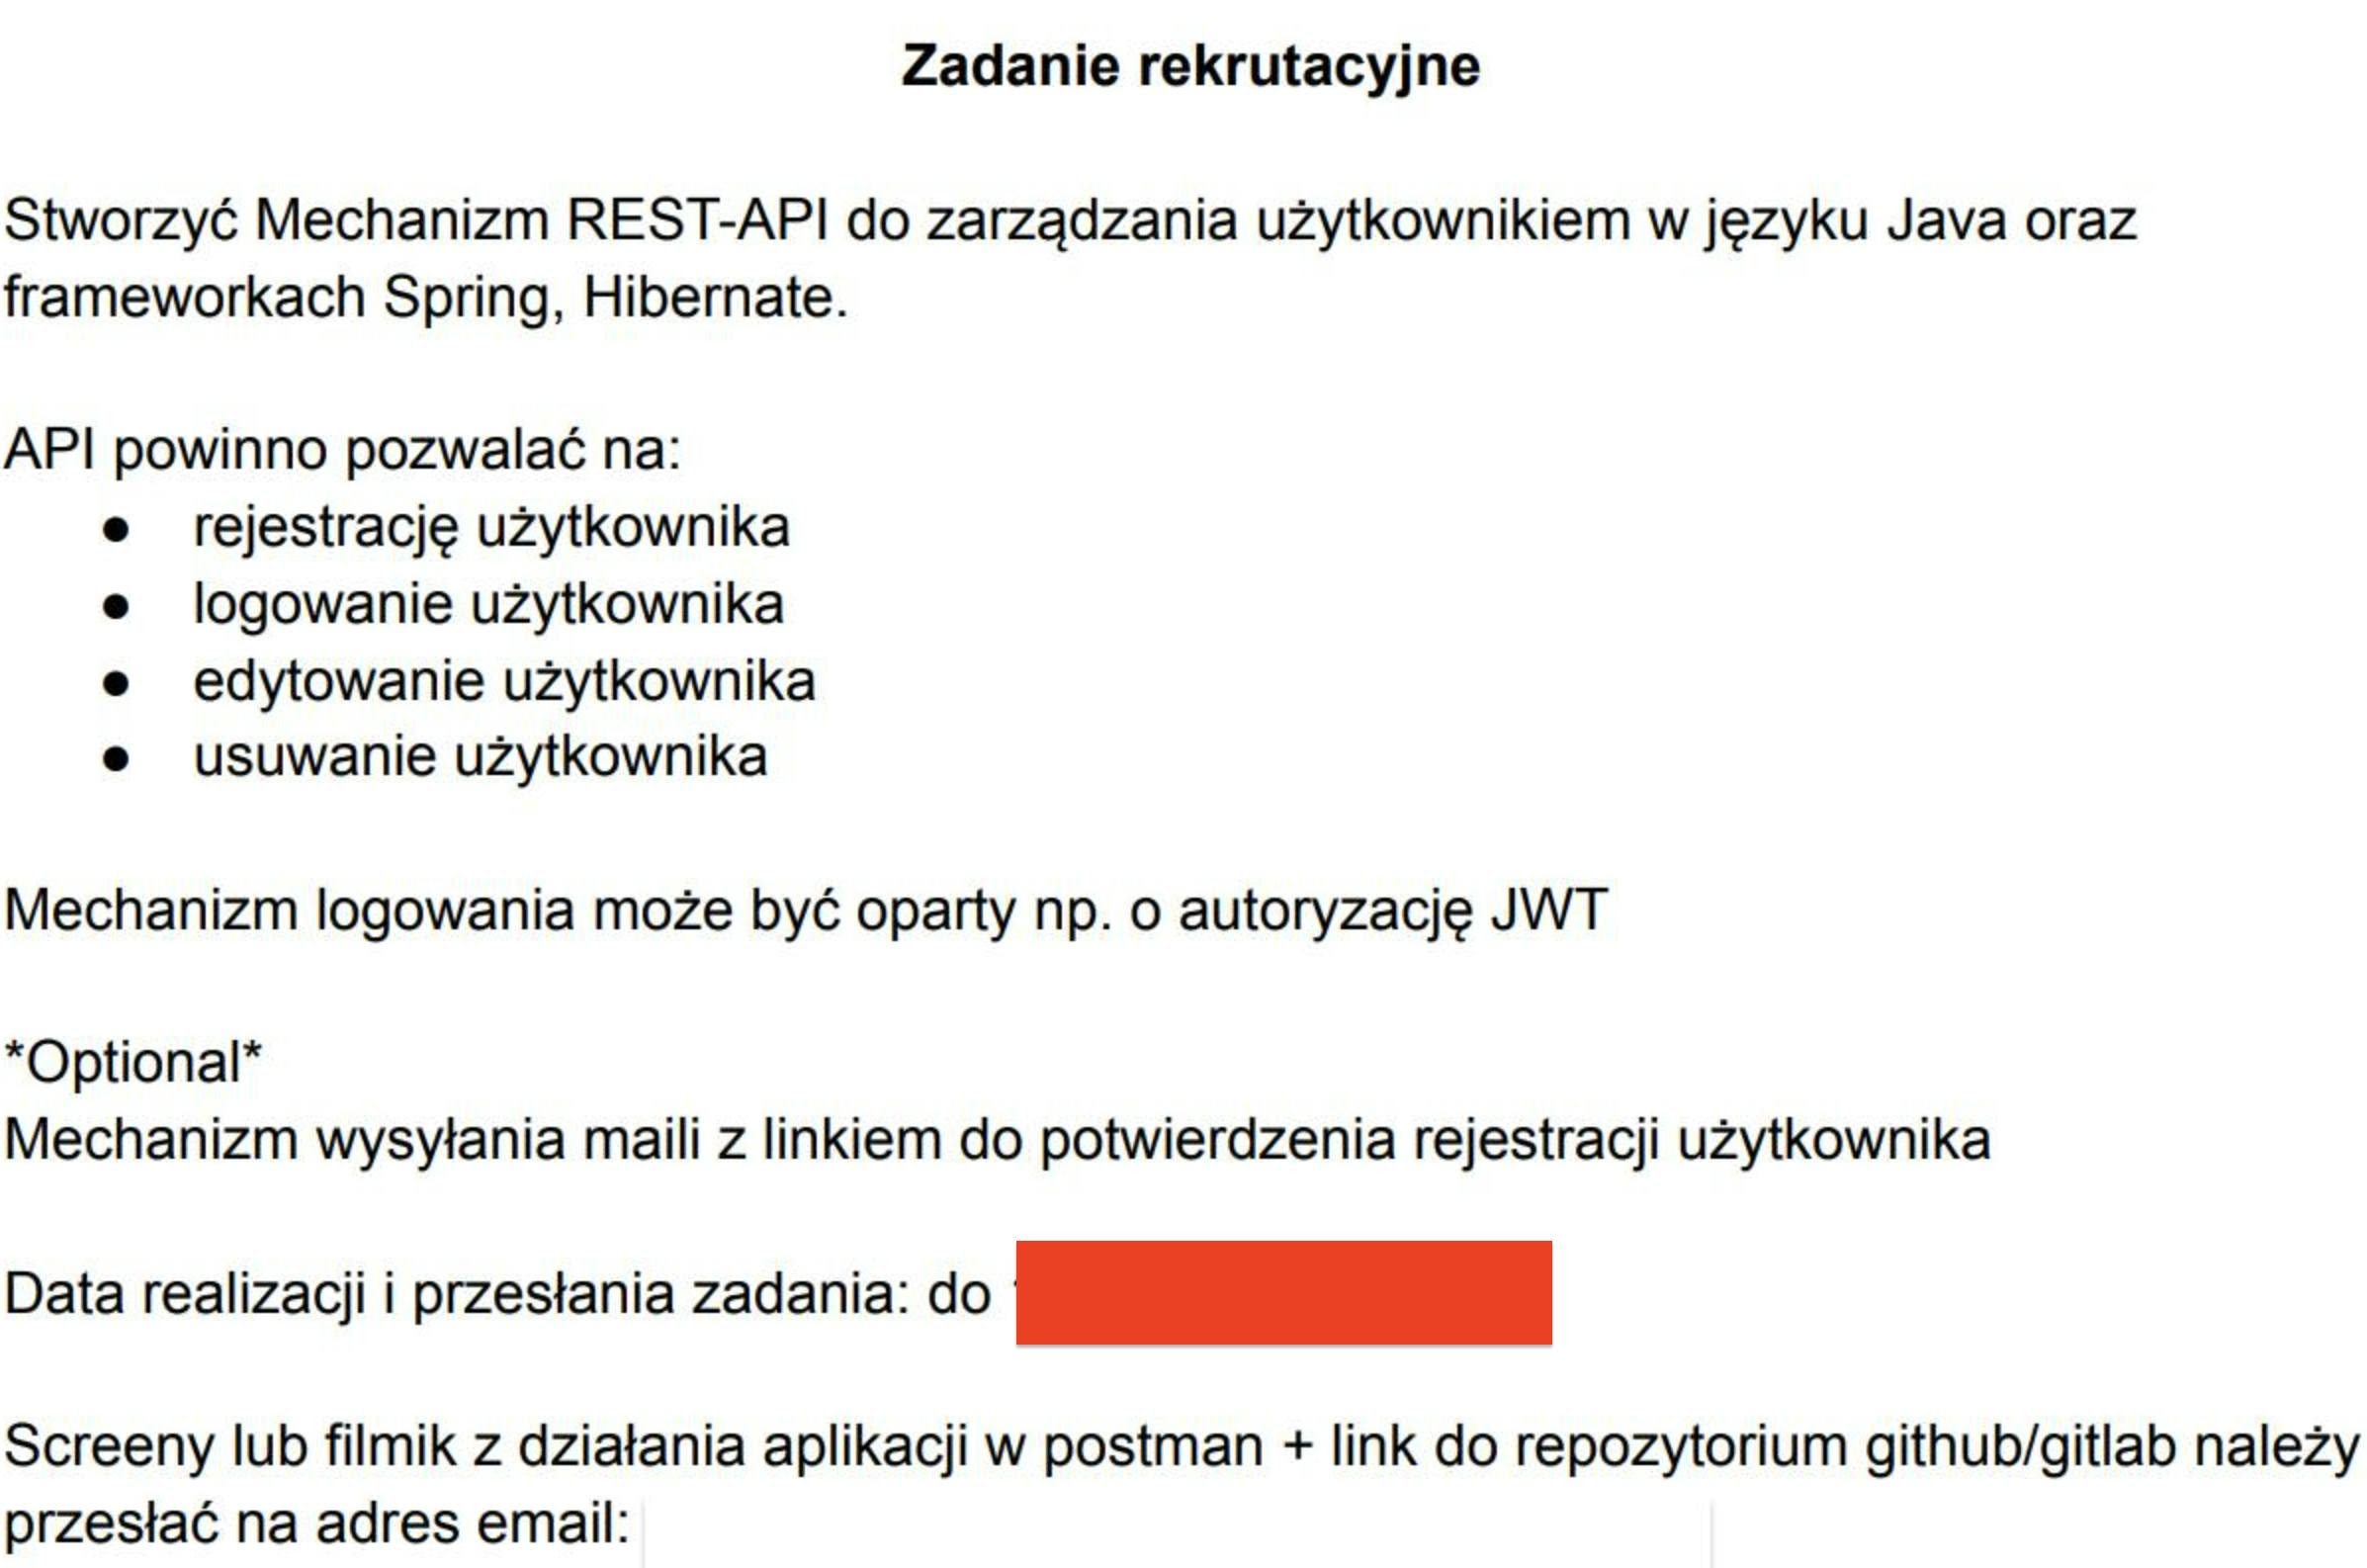 Zadanie rekrutacyjne
Stworzyć Mechanizm REST-API do zarządzania użytkownikiem w języku Java oraz
frameworkach Spring, Hibernate.
API powinno pozwalać na:
● rejestrację użytkownika
● logowanie użytkownika
● edytowanie użytkownika
● usuwanie użytkownika
Mechanizm logowania może być oparty np. o autoryzację JWT
*Optional*
Mechanizm wysyłania maili z linkiem do potwierdzenia rejestracji użytkownika
Data realizacji i przesłania zadania: do
Screeny lub filmik z działania aplikacji w postman + link do repozytorium github/gitlab należy
przesłać na adres email: